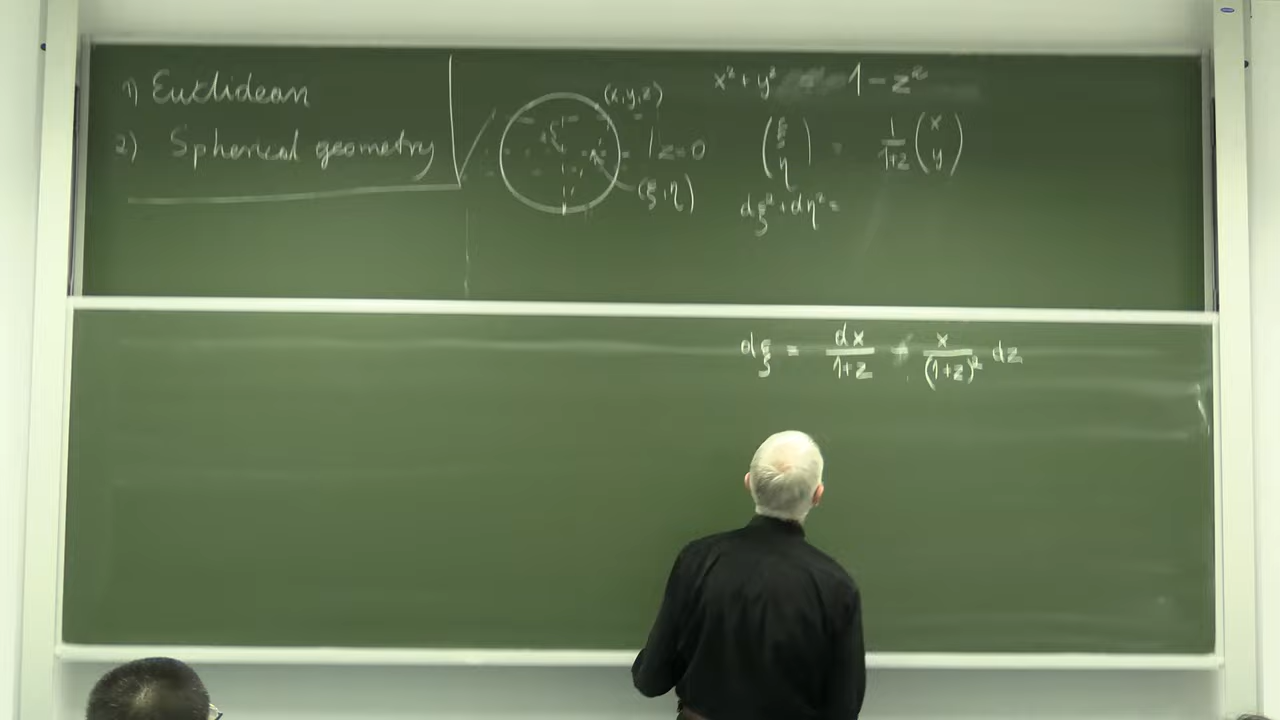 1) Euclidean
2) Spherical geometry
(x,y,z)
z=0
(ξ,η)
x² + y² = 1 - z²
(ξ η) = 1/(1+z) (x y)
dξ² + dη² =
dξ = dx/(1+z) - x/(1+z)² dz